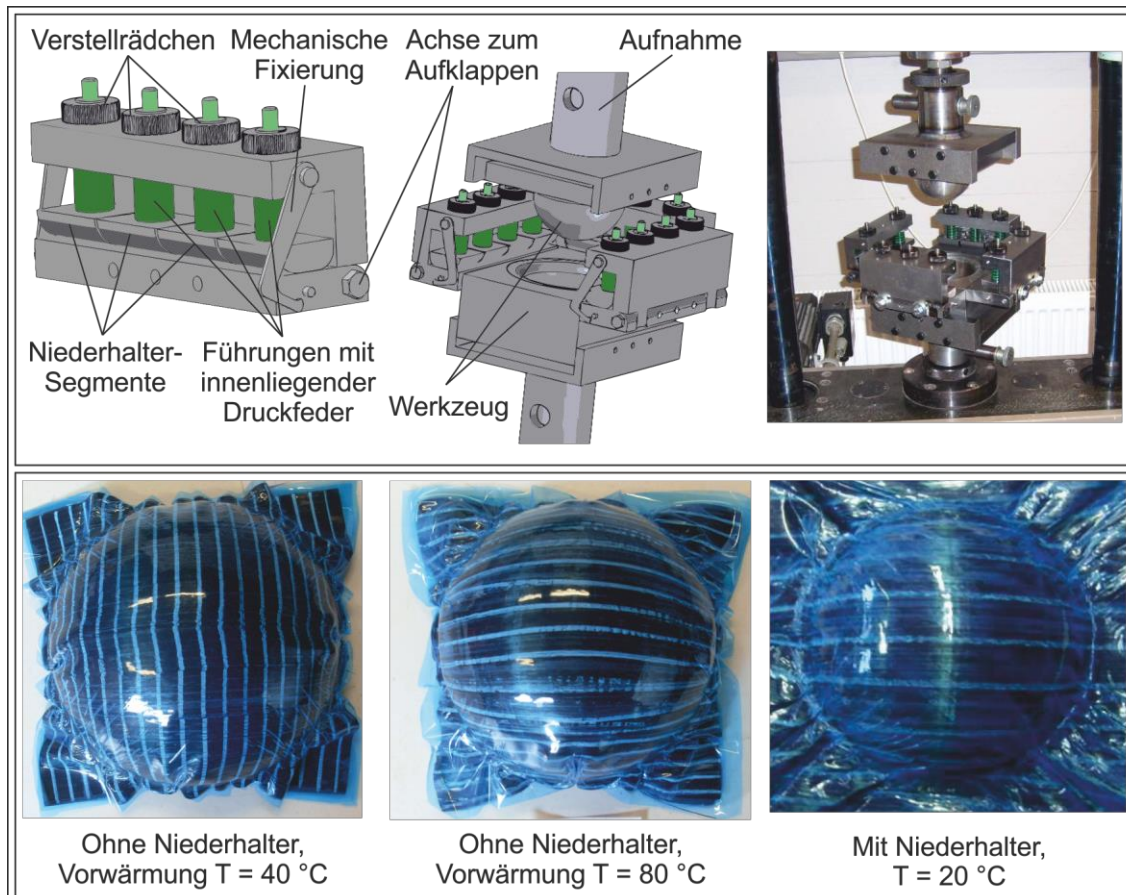 Verstellrädchen
Mechanische
Fixierung
Achse zum
Aufklappen
Aufnahme
Niederhalter-
Segmente
Führungen mit
innenliegender
Druckfeder
Werkzeug
Ohne Niederhalter,
Vorwärmung T = 40 °C
Ohne Niederhalter,
Vorwärmung T = 80 °C
Mit Niederhalter,
T = 20 °C